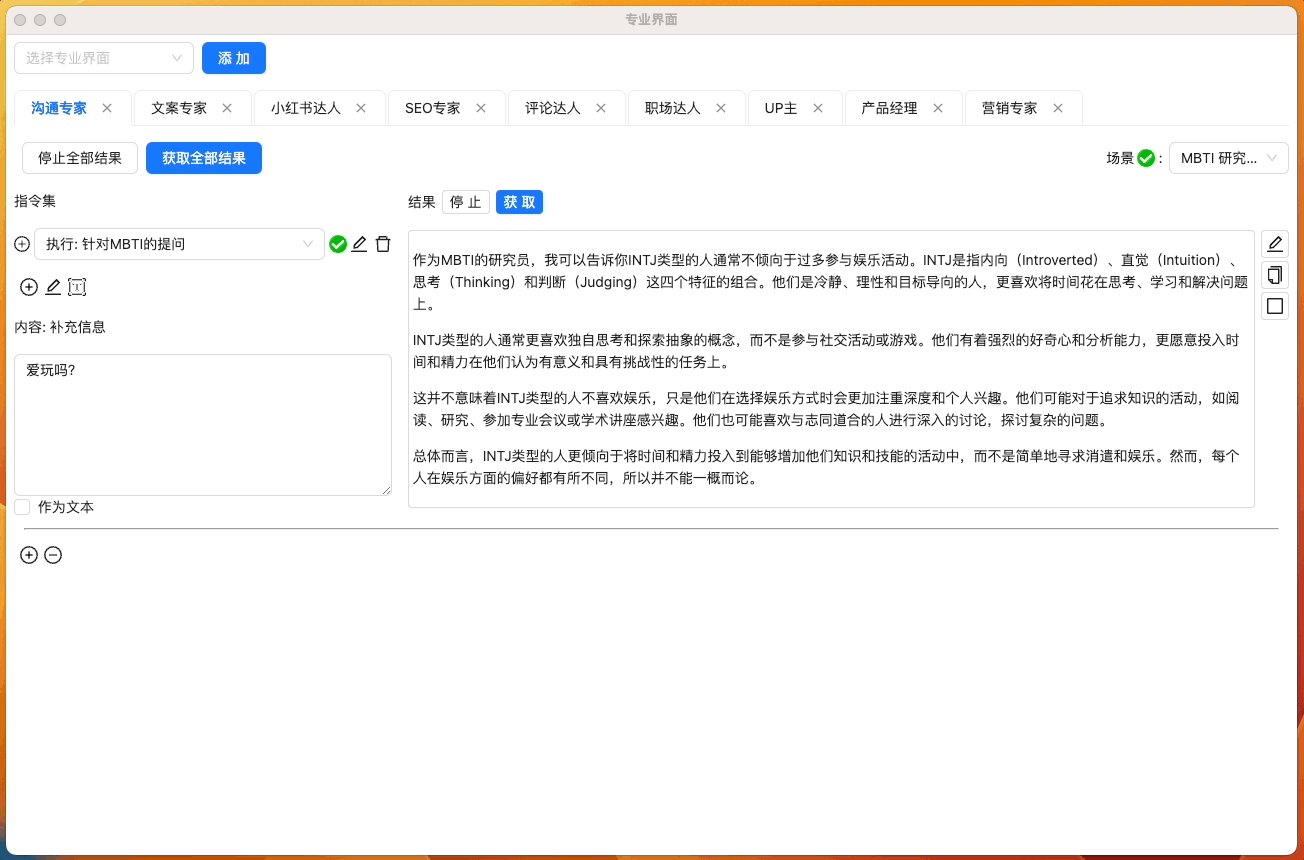 专业界面
选择专业界面
添 加
沟通专家 文案专家 小红书达人 SEO专家 评论达人 职场达人 UP主 产品经理 营销专家
停止全部结果 获取全部结果 场景 : MBTI 研究...
指令集
结果 停 止 获 取
执行: 针对MBTI的提问
内容: 补充信息
爱玩吗?
作为文本
作为MBTI的研究员，我可以告诉你INTJ类型的人通常不倾向于过多参与娱乐活动。INTJ是指内向（Introverted）、直觉（Intuition）、
思考（Thinking）和判断（Judging）这四个特征的组合。他们是冷静、理性和目标导向的人，更喜欢将时间花在思考、学习和解决问题
上。
INTJ类型的人通常更喜欢独自思考和探索抽象的概念，而不是参与社交活动或游戏。他们有着强烈的好奇心和分析能力，更愿意投入时
间和精力在他们认为有意义和具有挑战性的任务上。
这并不意味着INTJ类型的人不喜欢娱乐，只是他们在选择娱乐方式时会更加注重深度和个人兴趣。他们可能对于追求知识的活动，如阅
读、研究、参加专业会议或学术讲座感兴趣。他们也可能喜欢与志同道合的人进行深入的讨论，探讨复杂的问题。
总体而言，INTJ类型的人更倾向于将时间和精力投入到能够增加他们知识和技能的活动中，而不是简单地寻求消遣和娱乐。然而，每个
人在娱乐方面的偏好都有所不同，所以并不能一概而论。